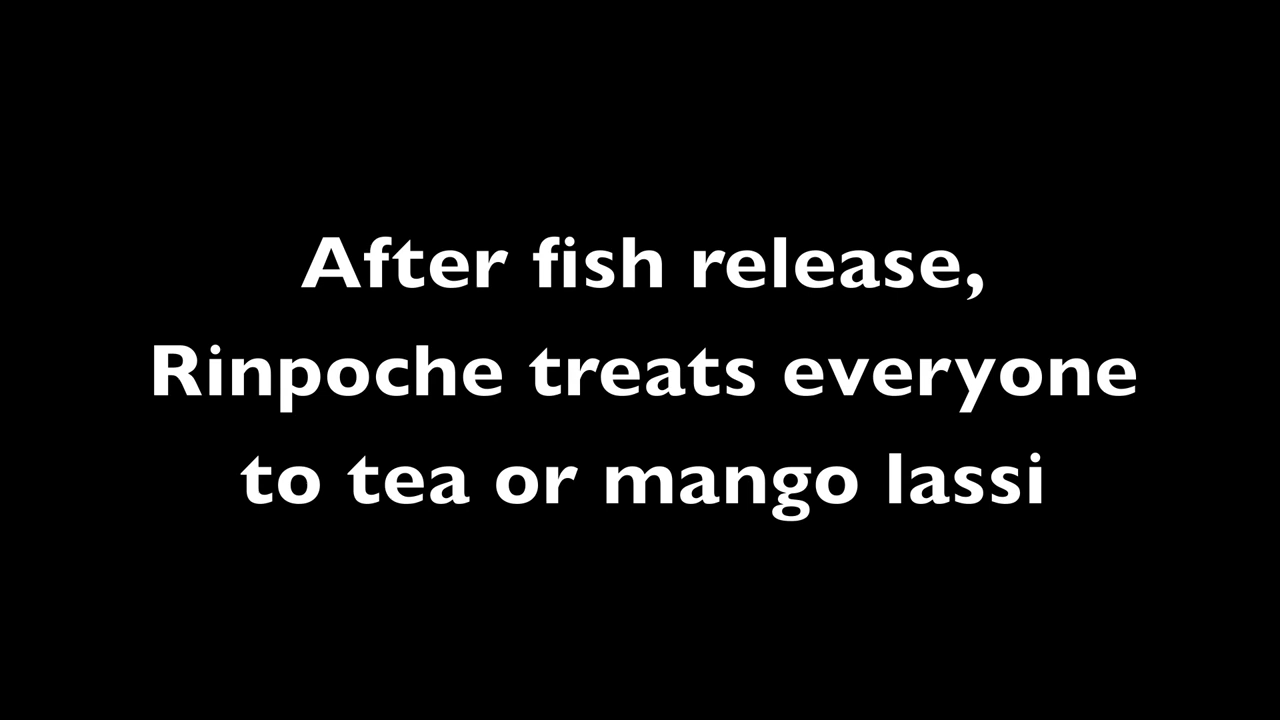 After fish release,
Rinpoche treats everyone
to tea or mango lassi